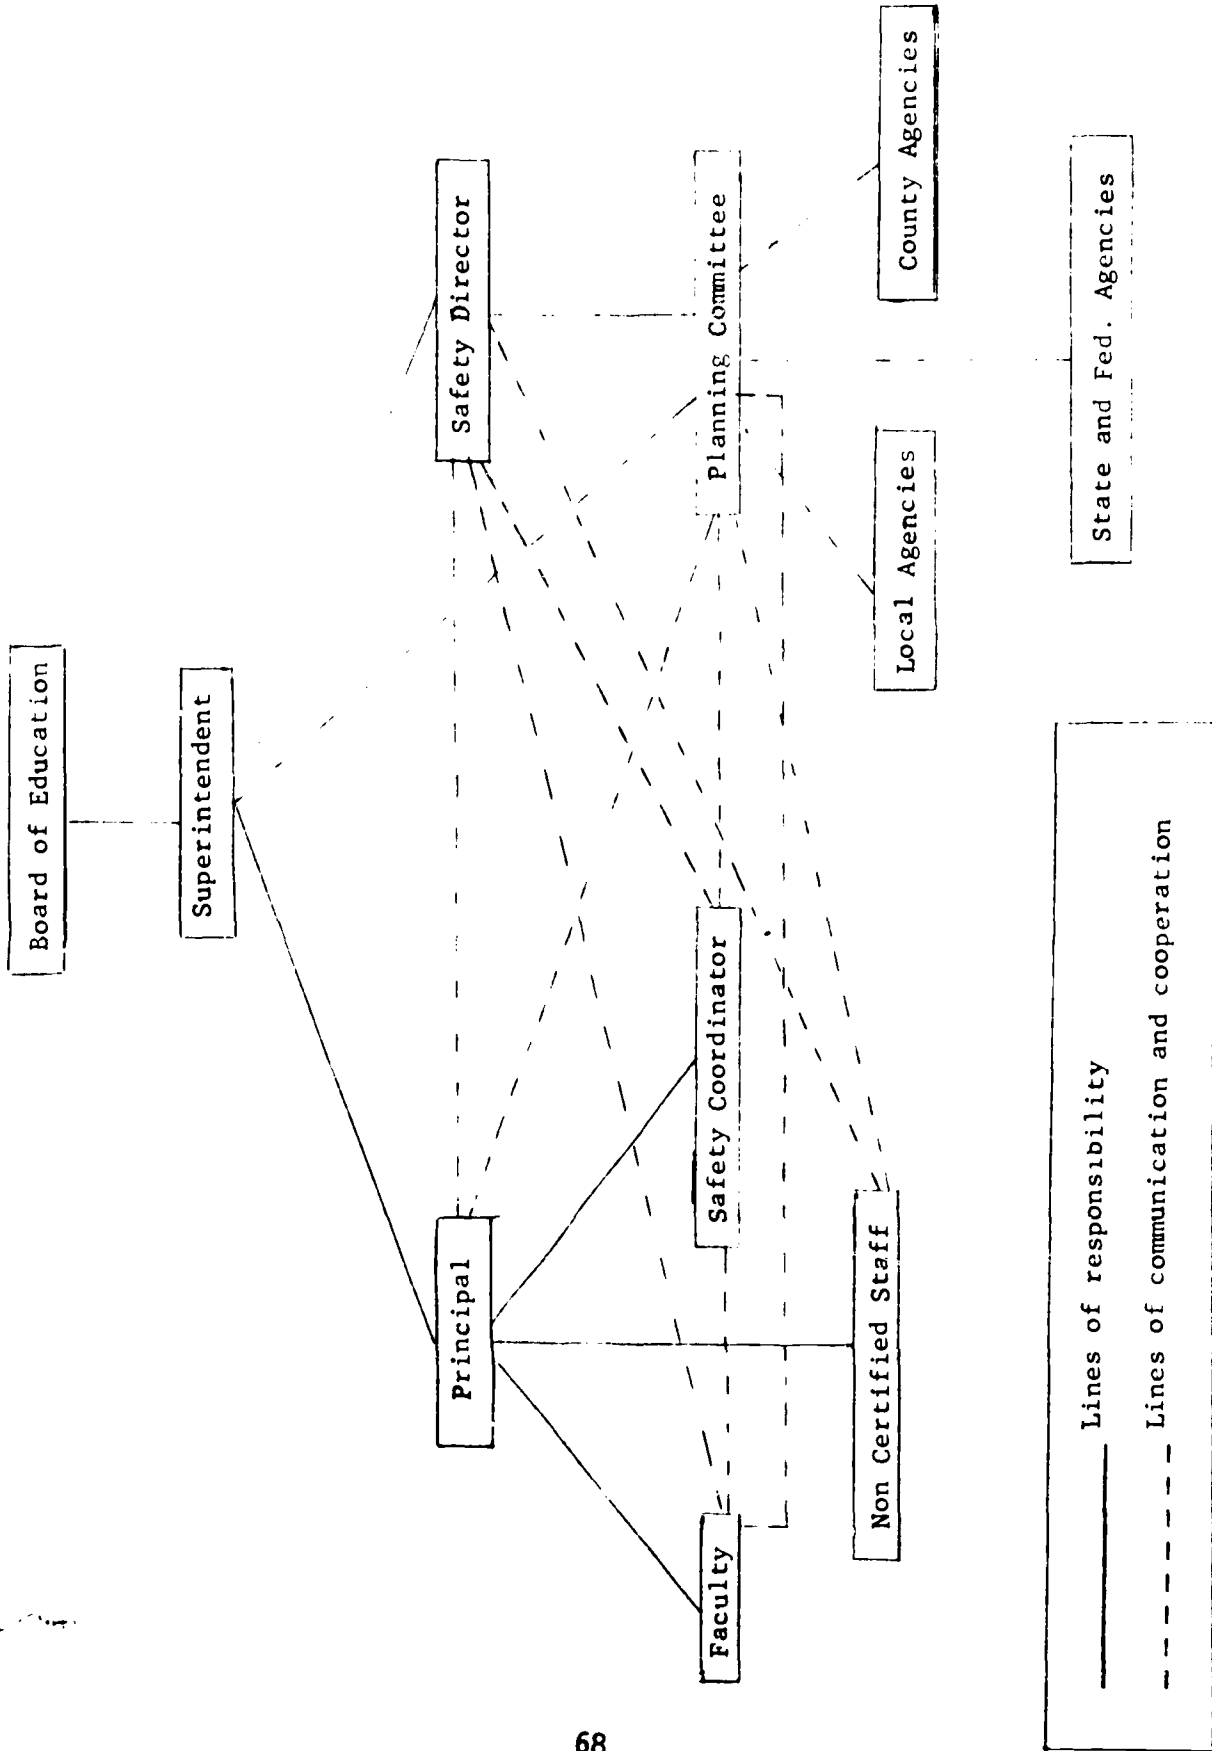 Board of Education
Superintendent
Principal
Safety Director
Faculty
Safety Coordinator
Planning Committee
Non Certified Staff
Local Agencies
County Agencies
State and Fed. Agencies
Lines of responsibility
Lines of communication and cooperation
68